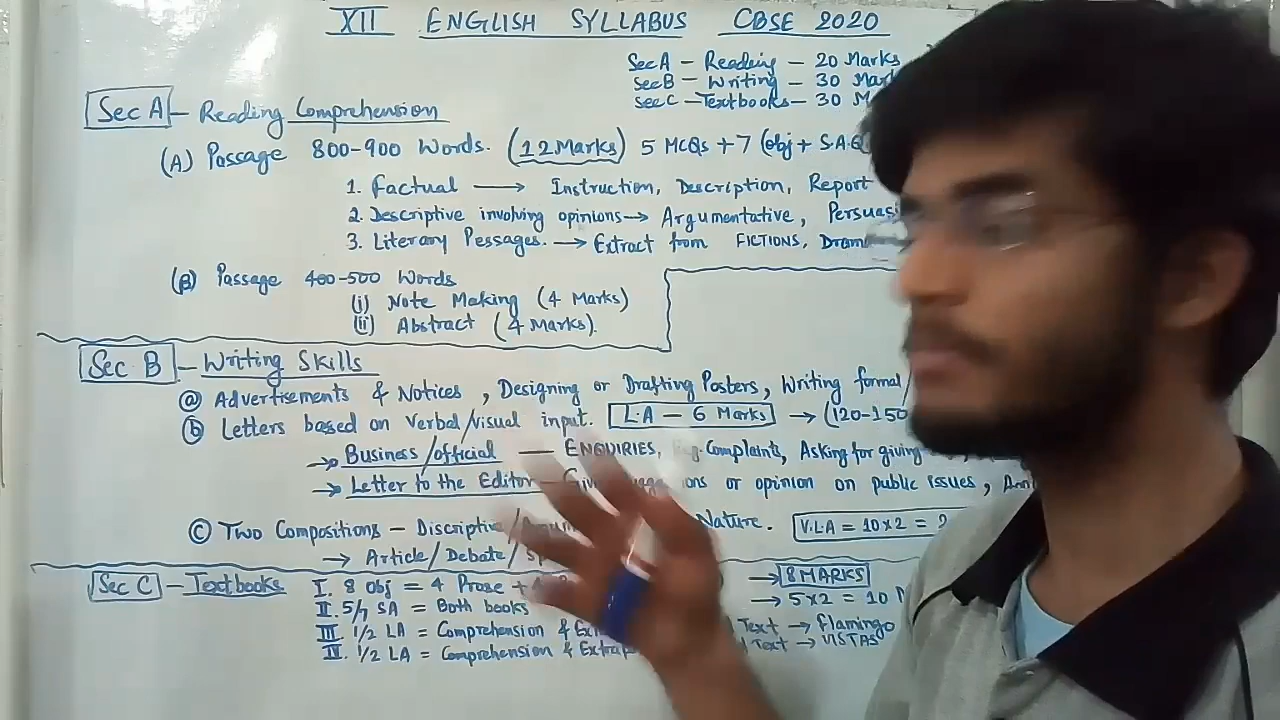 XII ENGLISH SYLLABUS CBSE 2020
Sec A - Reading - 20 Marks
Sec B - Writing - 30
Sec C - Textbooks - 30
Sec A - Reading Comprehension
(A) Passage 800-900 Words. (12 Marks) 5 MCQs + 7 (Obj + S.A.Q
1. Factual → Instruction, Description, Report
2. Descriptive involving opinions → Argumentative,
3. Literary Pessages. → Extract from FICTIONS,
(B) Passage 400-500 Words
(i) Note Making (4 Marks)
(ii) Abstract (4 Marks).
Sec B - Writing Skills
(a) Advertisements & Notices, Designing or Drafting Posters, Writing formal/
(b) Letters based on Verbal/visual input. L.A - 6 Marks → (120-150
→ Business/official - ENQUIRIES, Complaints, Asking for giving
→ Letter to the Editor - or opinion on public issues,
(c) Two Compositions - Discriptive/ Nature. V.L.A = 10x2 =
→ Article/Debate/
Sec C - Textbooks I. 8 Obj = 4 Prose + → 8 MARKS
II. 5/7 SA = Both books → 5x2 = 10
III 1/2 LA = Comprehension & Text → flamingo
IV. 1/2 LA = Comprehension & Text → VISTAS